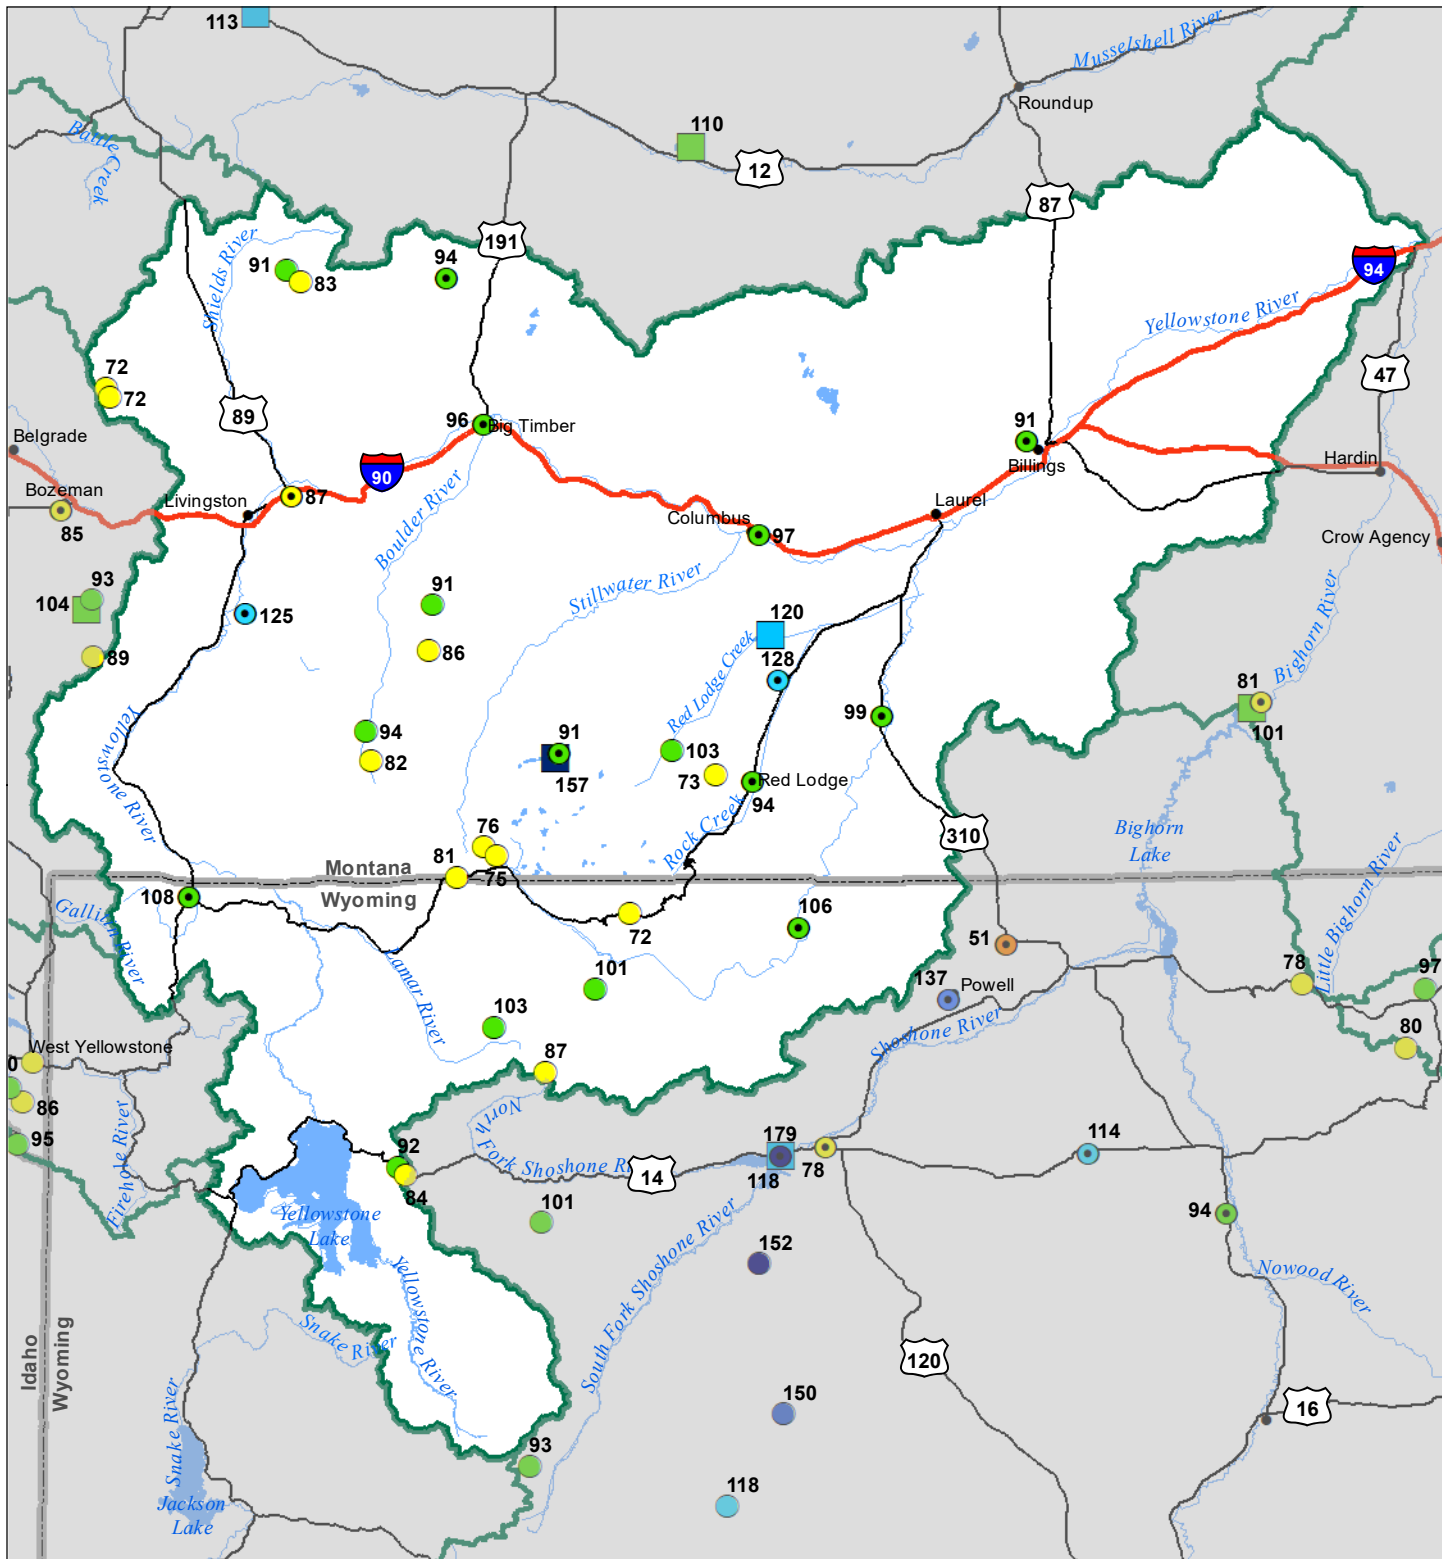 113
Musselshell River
Roundup
Battle Creek
110
12
87
191
Shields River
91
83
94
94
Yellowstone River
72
72
47
89
96
Big Timber
91
Billings
Belgrade
Hardin
90
Bozeman
85
Livingston
87
Boulder River
Laurel
Columbus
97
Crow Agency
93
104
Stillwater River
91
125
120
Red Lodge Creek
Bighorn River
86
89
128
81
101
Yellowstone River
99
94
82
91
157
103
73
Red Lodge
94
Rock Creek
310
76
75
81
Bighorn Lake
Little Bighorn River
Montana
Wyoming
108
Gallatin River
72
106
51
Lamar River
101
137
Powell
78
97
103
Shoshone River
80
West Yellowstone
0
86
87
95
Firehole River
North Fork Shoshone Ri
92
84
14
179
118
78
114
Yellowstone Lake
101
94
South Fork Shoshone River
152
Nowood River
Yellowstone River
Snake River
Idaho
Wyoming
120
150
16
Snake River
93
Jackson Lake
118